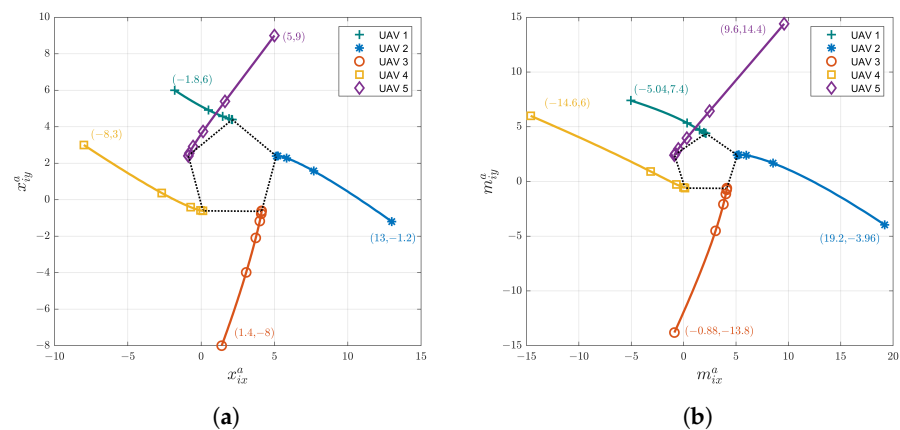 10
8
6
4
2
0
−2
−4
−6
−8
−10
−5
0
5
10
15
x^a_{iy}
x^a_{ix}
(−1.8,6)
(5,9)
(−8,3)
(13,−1.2)
(1.4,−8)
UAV 1
UAV 2
UAV 3
UAV 4
UAV 5
(a)
15
10
5
0
−5
−10
−15
−15
−10
−5
0
5
10
15
20
m^a_{iy}
m^a_{ix}
(9.6,14.4)
(−5.04,7.4)
(−14.6,6)
(19.2,−3.96)
(−0.88,−13.8)
UAV 1
UAV 2
UAV 3
UAV 4
UAV 5
(b)